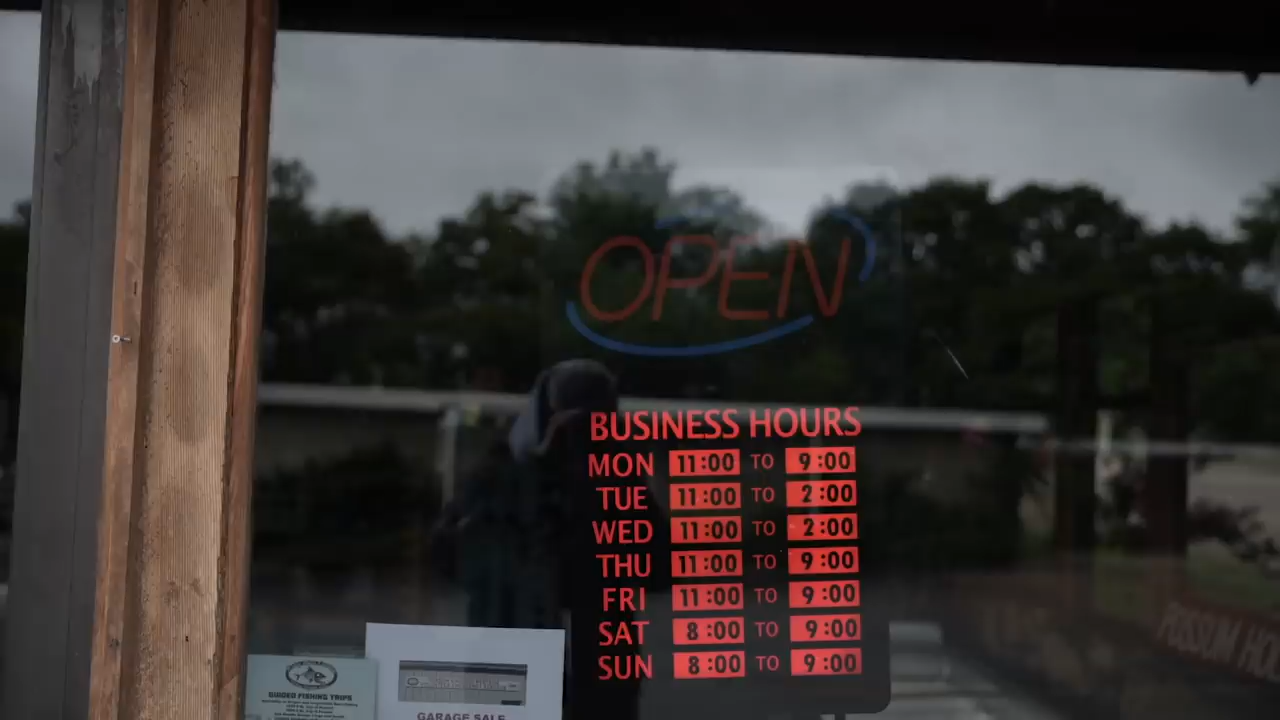 OPEN
BUSINESS HOURS
MON 11:00 TO 9:00
TUE 11:00 TO 2:00
WED 11:00 TO 2:00
THU 11:00 TO 9:00
FRI 11:00 TO 9:00
SAT 8:00 TO 9:00
SUN 8:00 TO 9:00
POSSUM
GUIDED FISHING TRIPS
GARAGE SALE